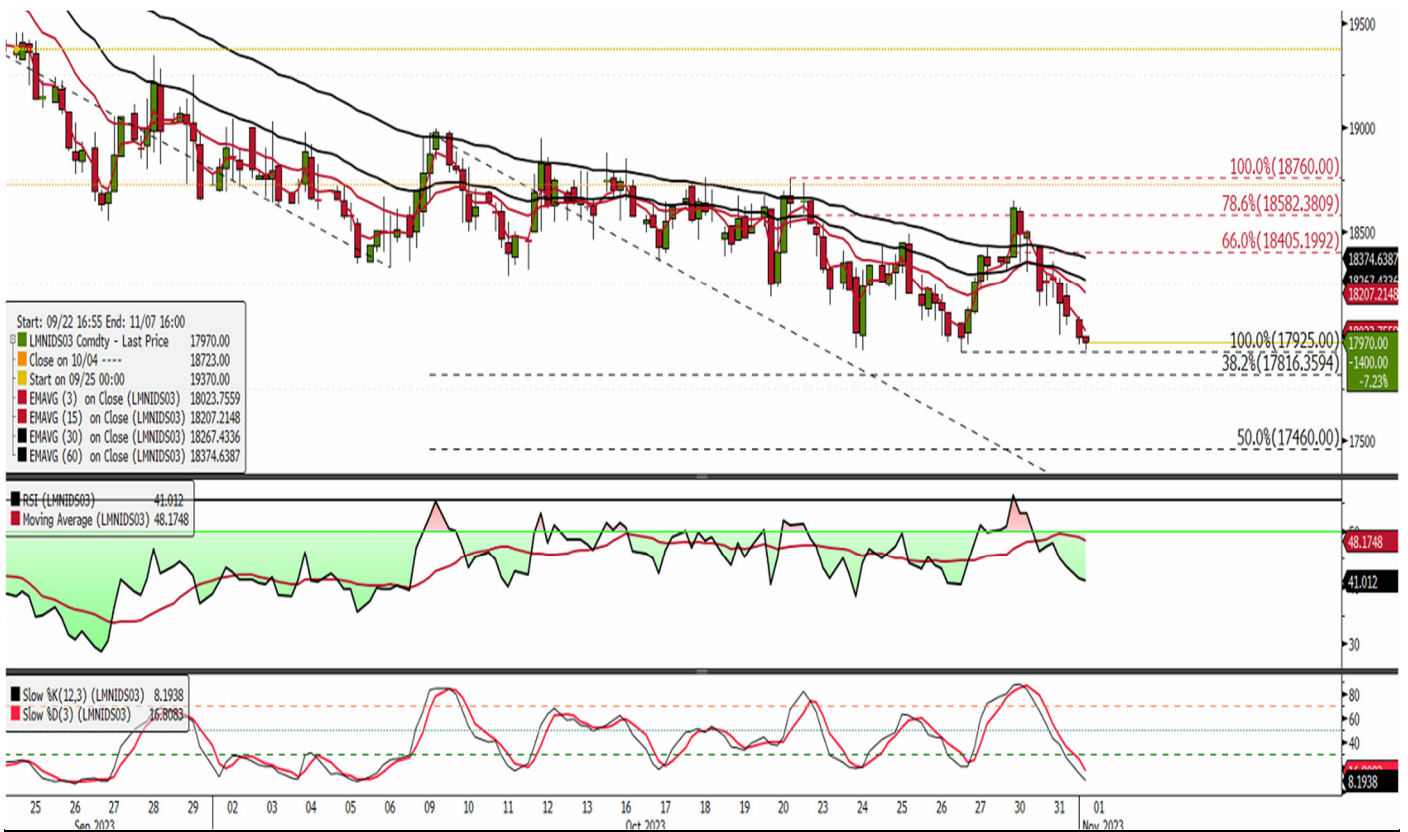 19500
19000
100.0%(18760.00)
78.6%(18582.3809)
18500
66.0%(18405.1992)
18374.6387
18267.4336
18207.2148
18023.7559
100.0%(17925.00)
17970.00
-1400.00
-7.23%
38.2%(17816.3594)
50.0%(17460.00)
17500
Start: 09/22 16:55 End: 11/07 16:00
LMNIDS03 Comdty - Last Price 17970.00
Close on 10/04 ---- 18723.00
Start on 09/25 00:00 19370.00
EMAVG (3) on Close (LMNIDS03) 18023.7559
EMAVG (15) on Close (LMNIDS03) 18207.2148
EMAVG (30) on Close (LMNIDS03) 18267.4336
EMAVG (60) on Close (LMNIDS03) 18374.6387
RSI (LMNIDS03) 41.012
Moving Average (LMNIDS03) 48.1748
48.1748
41.012
30
Slow %K(12,3) (LMNIDS03) 8.1938
Slow %D(3) (LMNIDS03) 16.8083
80
60
40
16.8083
8.1938
25 26 27 28 29 02 03 04 05 09 10 11 12 13 16 17 18 19 20 23 24 25 26 27 30 31 01
Sep 2023 Oct 2023 Nov 2023